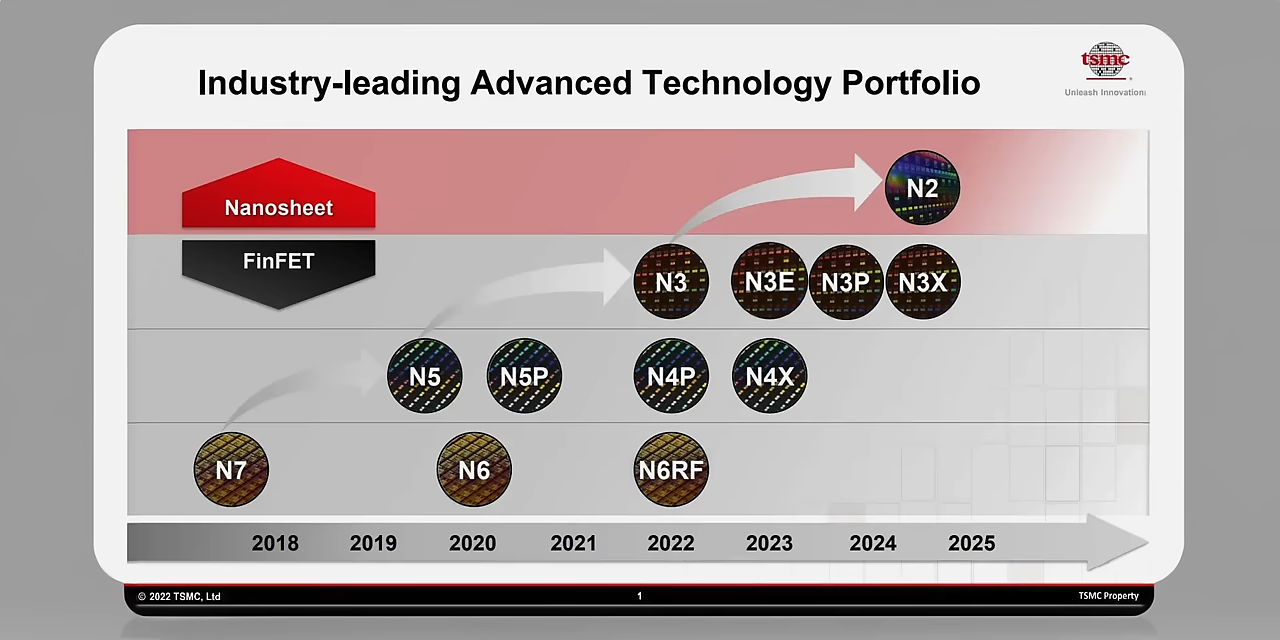 Industry-leading Advanced Technology Portfolio
tsmc
Unleash Innovation
Nanosheet
N2
FinFET
N3 N3E N3P N3X
N5 N5P N4P N4X
N7 N6 N6RF
2018 2019 2020 2021 2022 2023 2024 2025
© 2022 TSMC, Ltd 1 TSMC Property